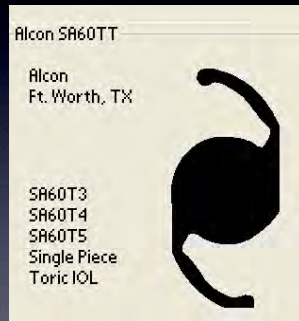 Alcon SA60TT
Alcon
Ft. Worth, TX
SA60T3
SA60T4
SA60T5
Single Piece
Toric IOL